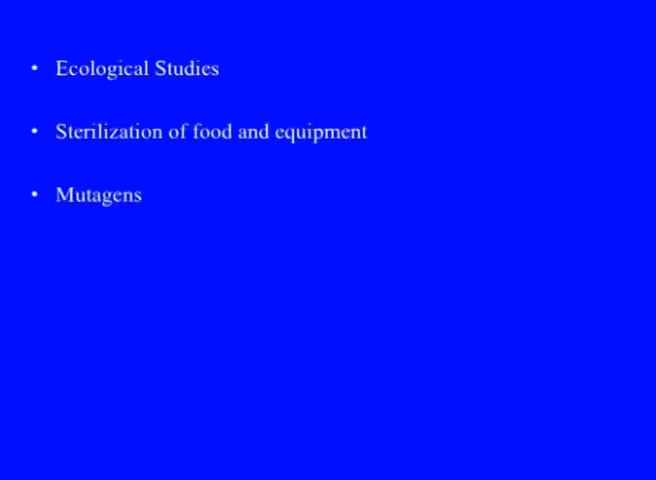 • Ecological Studies
• Sterilization of food and equipment
• Mutagens